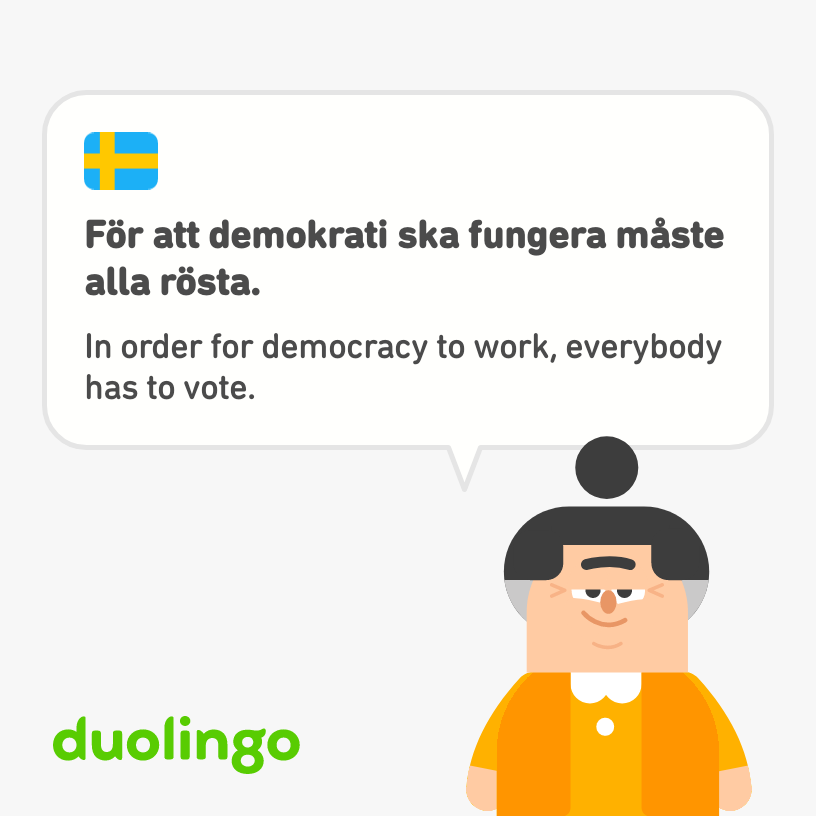 För att demokrati ska fungera måste
alla rösta.
In order for democracy to work, everybody
has to vote.
duolingo